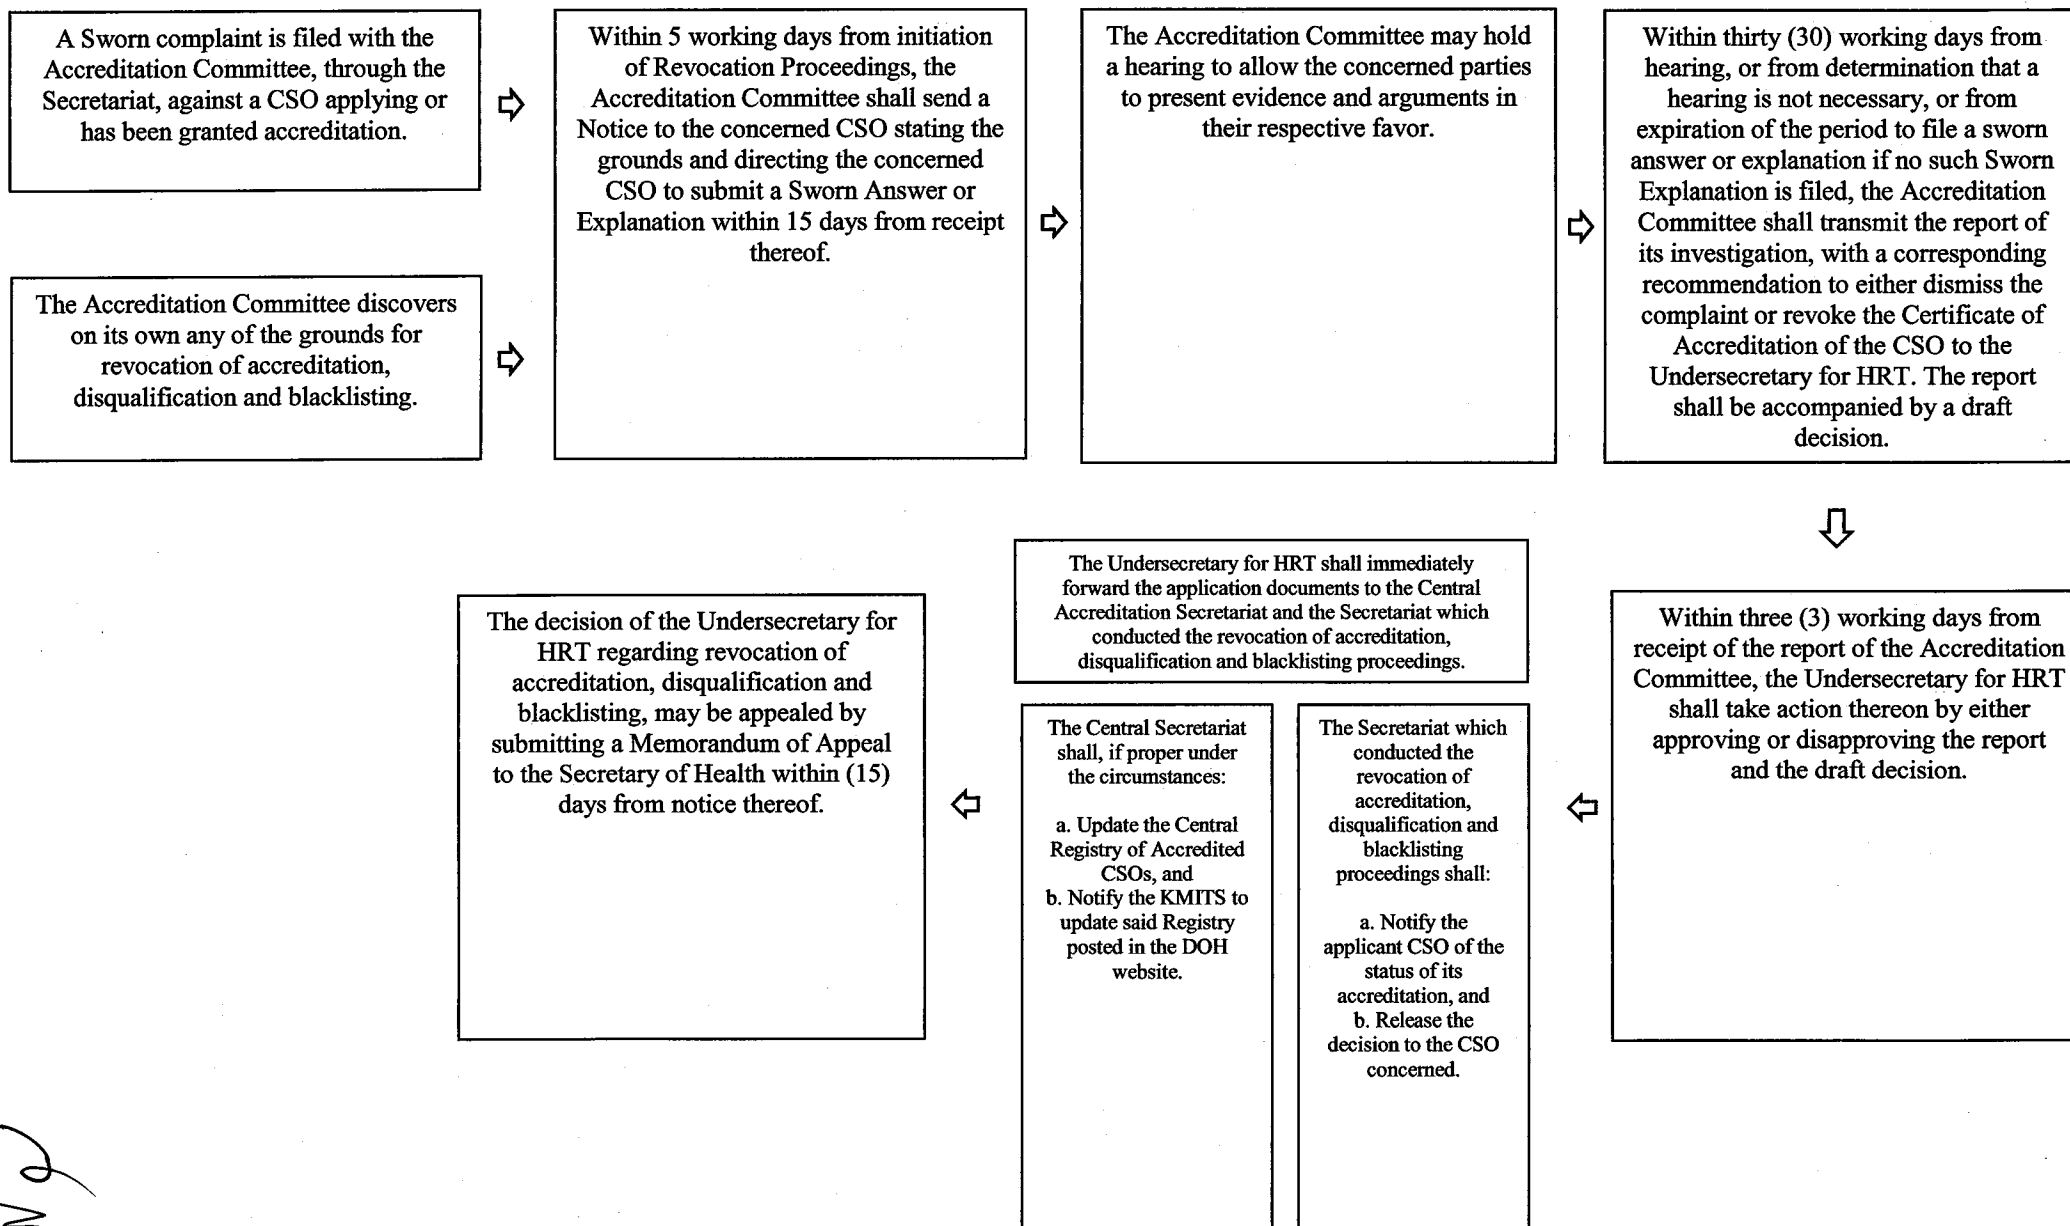 A Sworn complaint is filed with the
Accreditation Committee, through the
Secretariat, against a CSO applying or
has been granted accreditation.
The Accreditation Committee discovers
on its own any of the grounds for
revocation of accreditation,
disqualification and blacklisting.
Within 5 working days from initiation
of Revocation Proceedings, the
Accreditation Committee shall send a
Notice to the concerned CSO stating the
grounds and directing the concerned
CSO to submit a Sworn Answer or
Explanation within 15 days from receipt
thereof.
The Accreditation Committee may hold
a hearing to allow the concerned parties
to present evidence and arguments in
their respective favor.
Within thirty (30) working days from
hearing, or from determination that a
hearing is not necessary, or from
expiration of the period to file a sworn
answer or explanation if no such Sworn
Explanation is filed, the Accreditation
Committee shall transmit the report of
its investigation, with a corresponding
recommendation to either dismiss the
complaint or revoke the Certificate of
Accreditation of the CSO to the
Undersecretary for HRT. The report
shall be accompanied by a draft
decision.
Within three (3) working days from
receipt of the report of the Accreditation
Committee, the Undersecretary for HRT
shall take action thereon by either
approving or disapproving the report
and the draft decision.
The Undersecretary for HRT shall immediately
forward the application documents to the Central
Accreditation Secretariat and the Secretariat which
conducted the revocation of accreditation,
disqualification and blacklisting proceedings.
The Central Secretariat
shall, if proper under
the circumstances:
a. Update the Central
Registry of Accredited
CSOs, and
b. Notify the KMITS to
update said Registry
posted in the DOH
website.
The Secretariat which
conducted the
revocation of
accreditation,
disqualification and
blacklisting
proceedings shall:
a. Notify the
applicant CSO of the
status of its
accreditation, and
b. Release the
decision to the CSO
concerned.
The decision of the Undersecretary for
HRT regarding revocation of
accreditation, disqualification and
blacklisting, may be appealed by
submitting a Memorandum of Appeal
to the Secretary of Health within (15)
days from notice thereof.